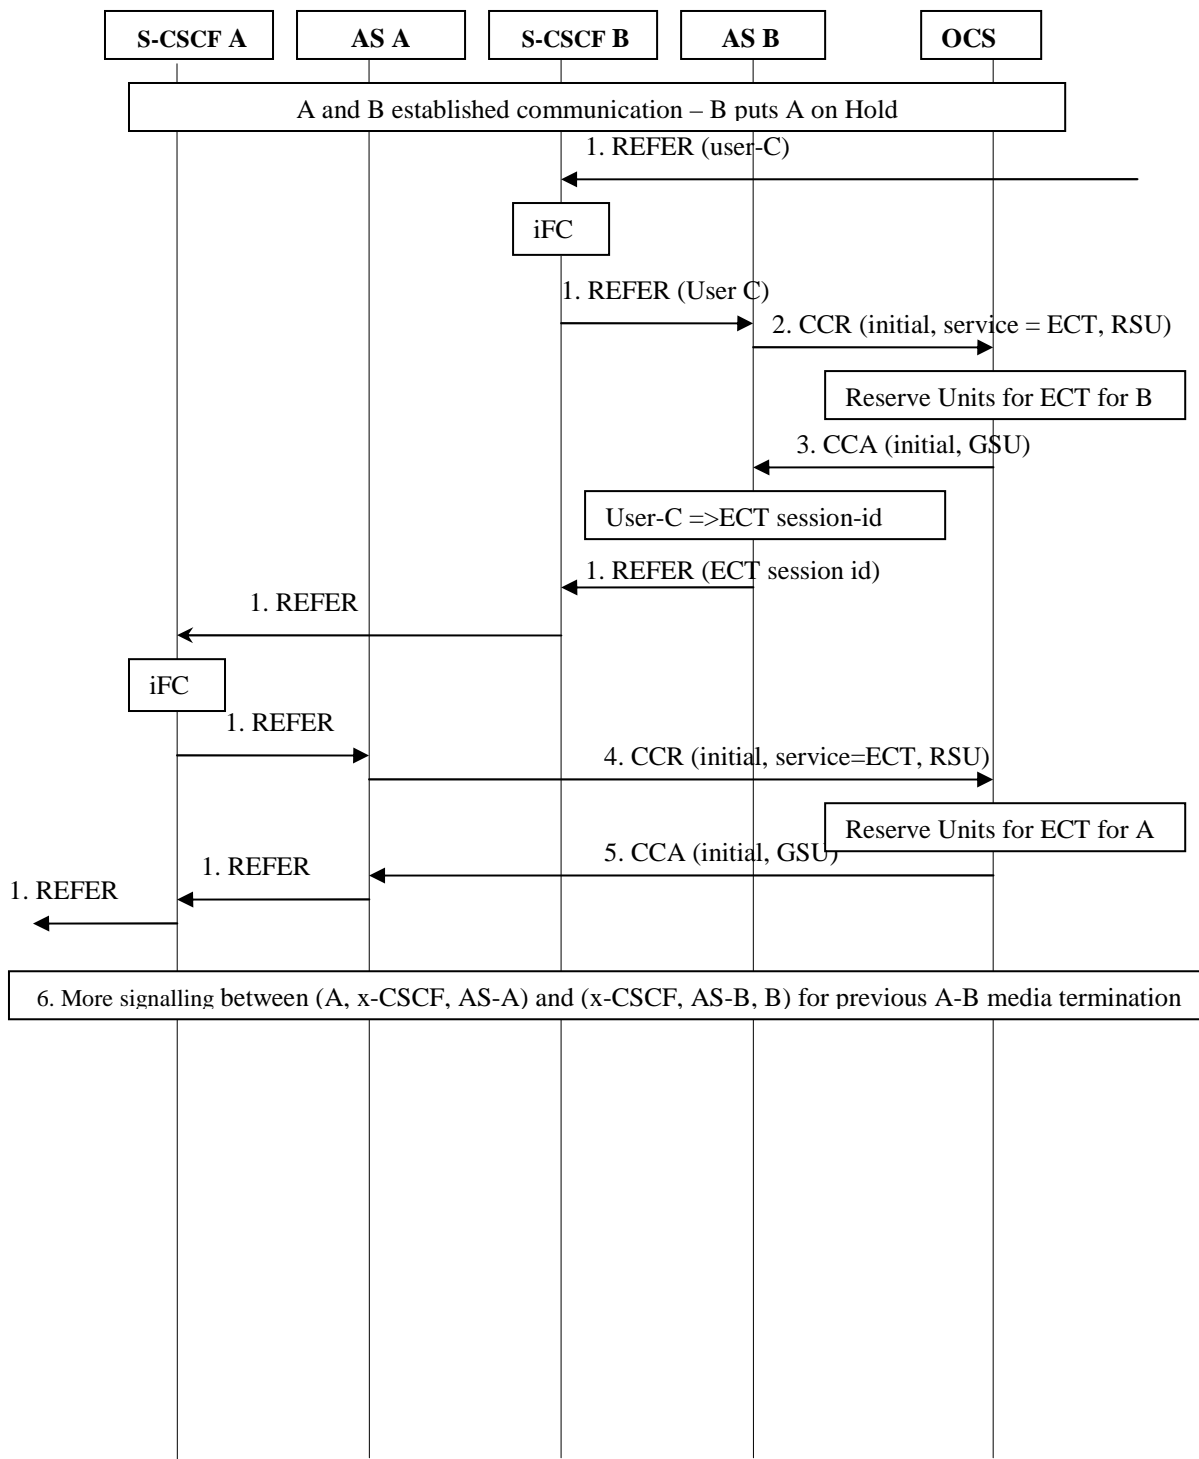 S-CSCF A
AS A
S-CSCF B
AS B
OCS
A and B established communication – B puts A on Hold
1. REFER (user-C)
iFC
1. REFER (User C)
2. CCR (initial, service = ECT, RSU)
Reserve Units for ECT for B
3. CCA (initial, GSU)
User-C =>ECT session-id
1. REFER (ECT session id)
1. REFER
iFC
1. REFER
4. CCR (initial, service=ECT, RSU)
Reserve Units for ECT for A
5. CCA (initial, GSU)
1. REFER
1. REFER
6. More signalling between (A, x-CSCF, AS-A) and (x-CSCF, AS-B, B) for previous A-B media termination